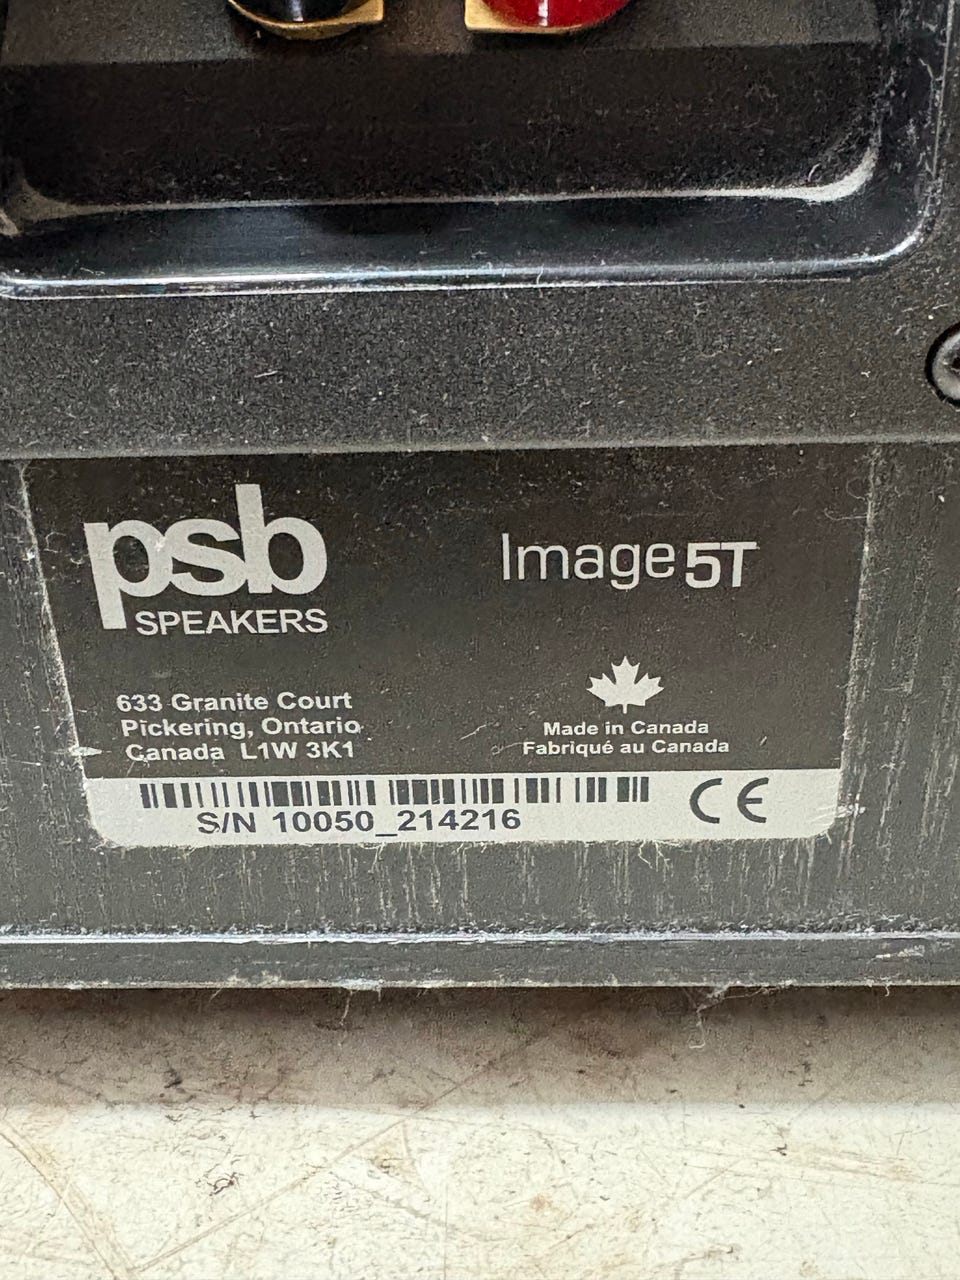 psb
SPEAKERS
Image 5T
633 Granite Court
Pickering, Ontario
Canada L1W 3K1
Made in Canada
Fabriqué au Canada
S/N 10050_214216
CE